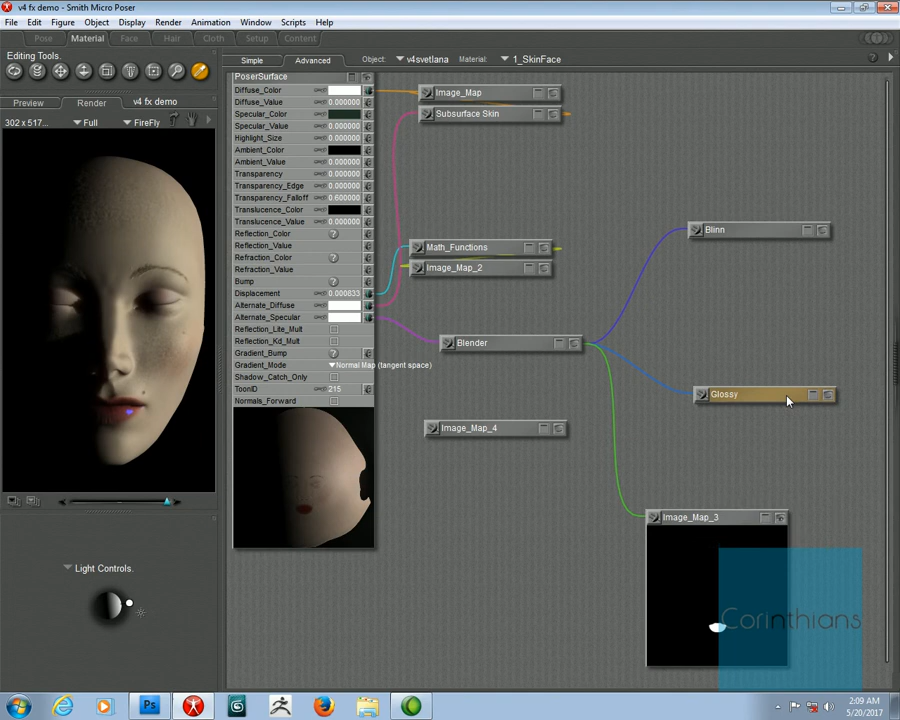 v4 fx demo - Smith Micro Poser
File Edit Figure Object Display Render Animation Window Scripts Help
Pose Material Face Hair Cloth Setup Content
Editing Tools.
Simple Advanced Object: v4svetlana Material: 1_SkinFace
Preview Render v4 fx demo
302 x 517... Full FireFly
PoserSurface
Diffuse_Color
Diffuse_Value 0.000000
Specular_Color
Specular_Value 0.000000
Highlight_Size 0.000000
Ambient_Color
Ambient_Value 0.000000
Transparency 0.000000
Transparency_Edge 0.000000
Transparency_Falloff 0.600000
Translucence_Color
Translucence_Value 0.000000
Reflection_Color ?
Reflection_Value
Refraction_Color ?
Refraction_Value
Bump ?
Displacement 0.000833
Alternate_Diffuse
Alternate_Specular
Reflection_Lite_Mult
Reflection_Kd_Mult
Gradient_Bump ?
Gradient_Mode Normal Map (tangent space)
Shadow_Catch_Only
ToonID 215
Normals_Forward
Image_Map
Subsurface Skin
Math_Functions
Image_Map_2
Blinn
Blender
Glossy
Image_Map_4
Image_Map_3
Light Controls.
Corinthians
Ps
2:09 AM
5/20/2017